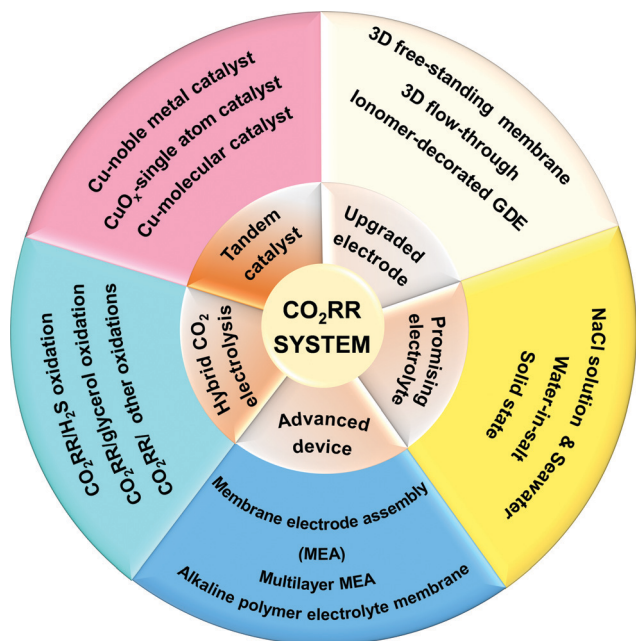 CO₂RR
SYSTEM
Tandem
catalyst
Cu-noble metal catalyst
CuOₓ-single atom catalyst
Cu-molecular catalyst
Upgraded
electrode
3D free-standing membrane
3D flow-through
Ionomer-decorated GDE
Promising
electrolyte
NaCl solution & Seawater
Water-in-salt
Solid state
Advanced
device
Membrane electrode assembly
(MEA)
Multilayer MEA
Alkaline polymer electrolyte membrane
Hybrid CO₂
electrolysis
CO₂RR/H₂S oxidation
CO₂RR/glycerol oxidation
CO₂RR/ other oxidations